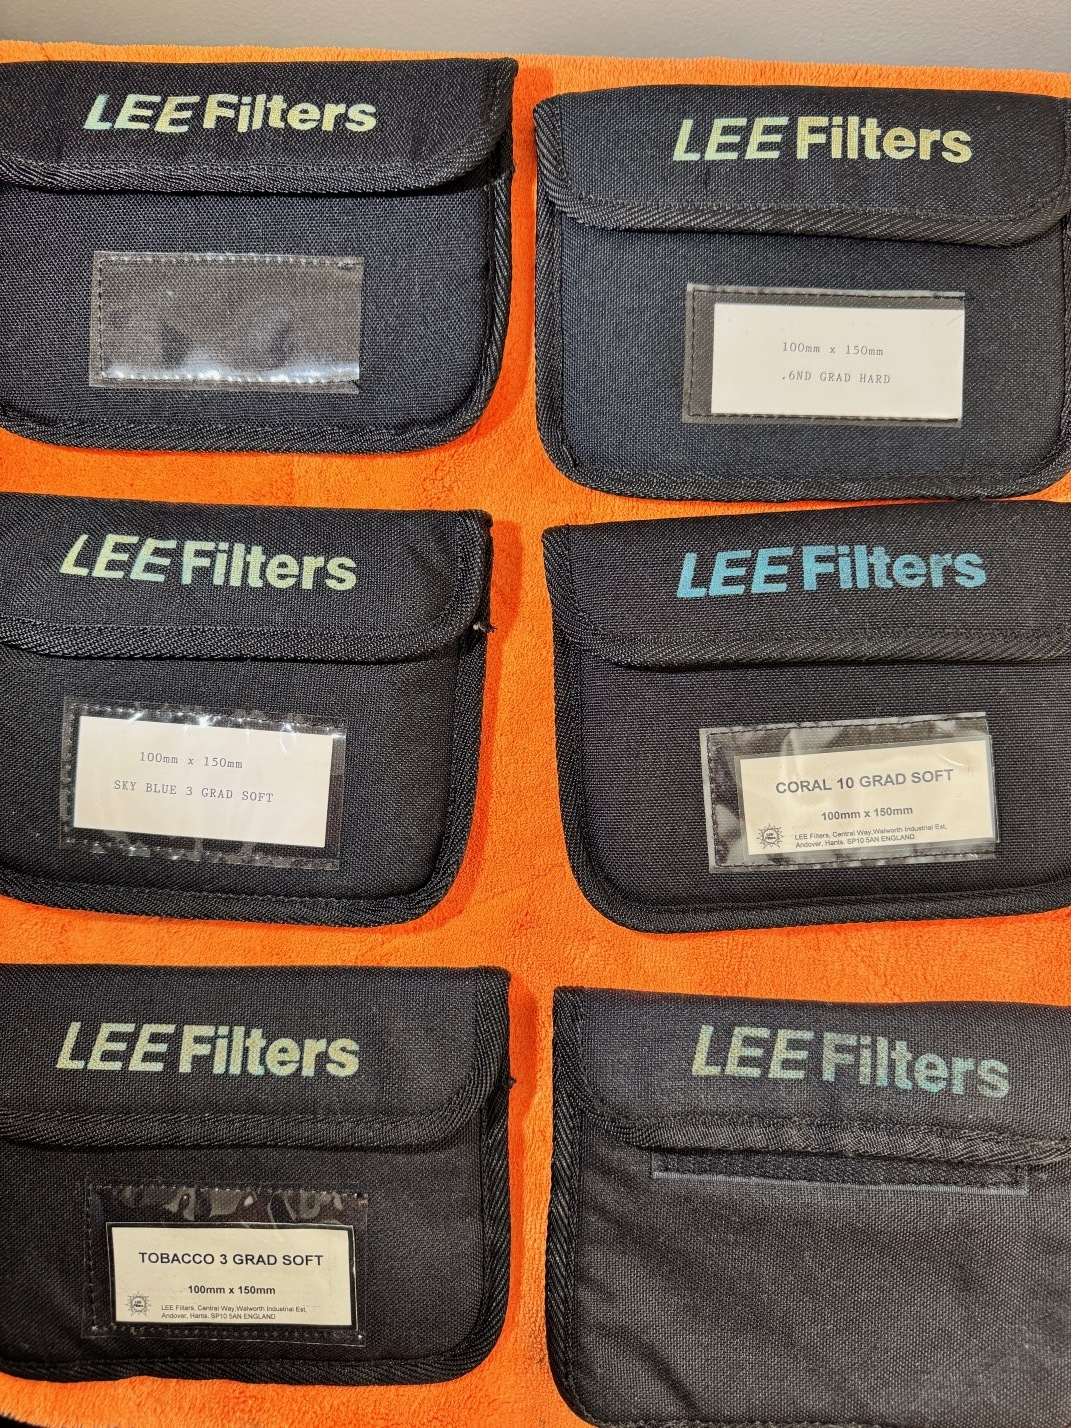 LEE Filters
LEE Filters
100mm x 150mm
.6ND GRAD HARD
LEE Filters
100mm x 150mm
SKY BLUE 3 GRAD SOFT
LEE Filters
CORAL 10 GRAD SOFT
100mm x 150mm
LEE Filters, Central Way,Walworth Industrial Est,
Andover, Hants. SP10 5AN ENGLAND
LEE Filters
TOBACCO 3 GRAD SOFT
100mm x 150mm
LEE Filters, Central Way,Walworth Industrial Est,
Andover, Hants. SP10 5AN ENGLAND
LEE Filters